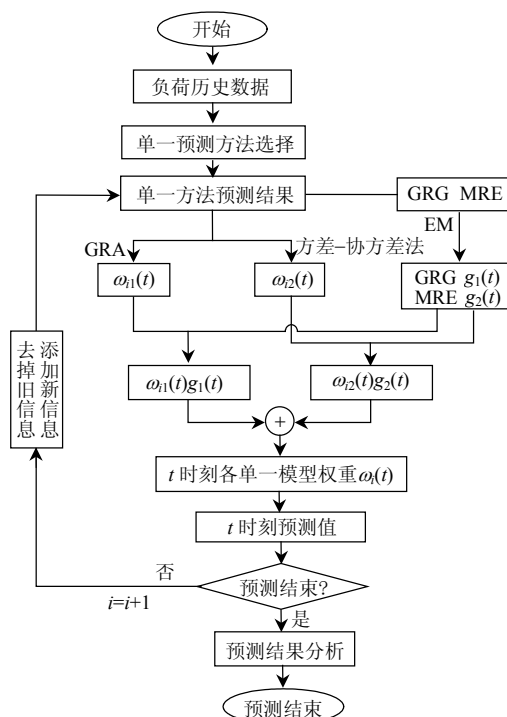 开始
负荷历史数据
单一预测方法选择
单一方法预测结果
GRG MRE
EM
GRA
方差–协方差法
ωi1(t)
ωi2(t)
GRG g1(t)
MRE g2(t)
添加新信息
去掉旧信息
ωi1(t)g1(t)
ωi2(t)g2(t)
+
t 时刻各单一模型权重ωi(t)
t 时刻预测值
否
预测结束?
i=i+1
是
预测结果分析
预测结束